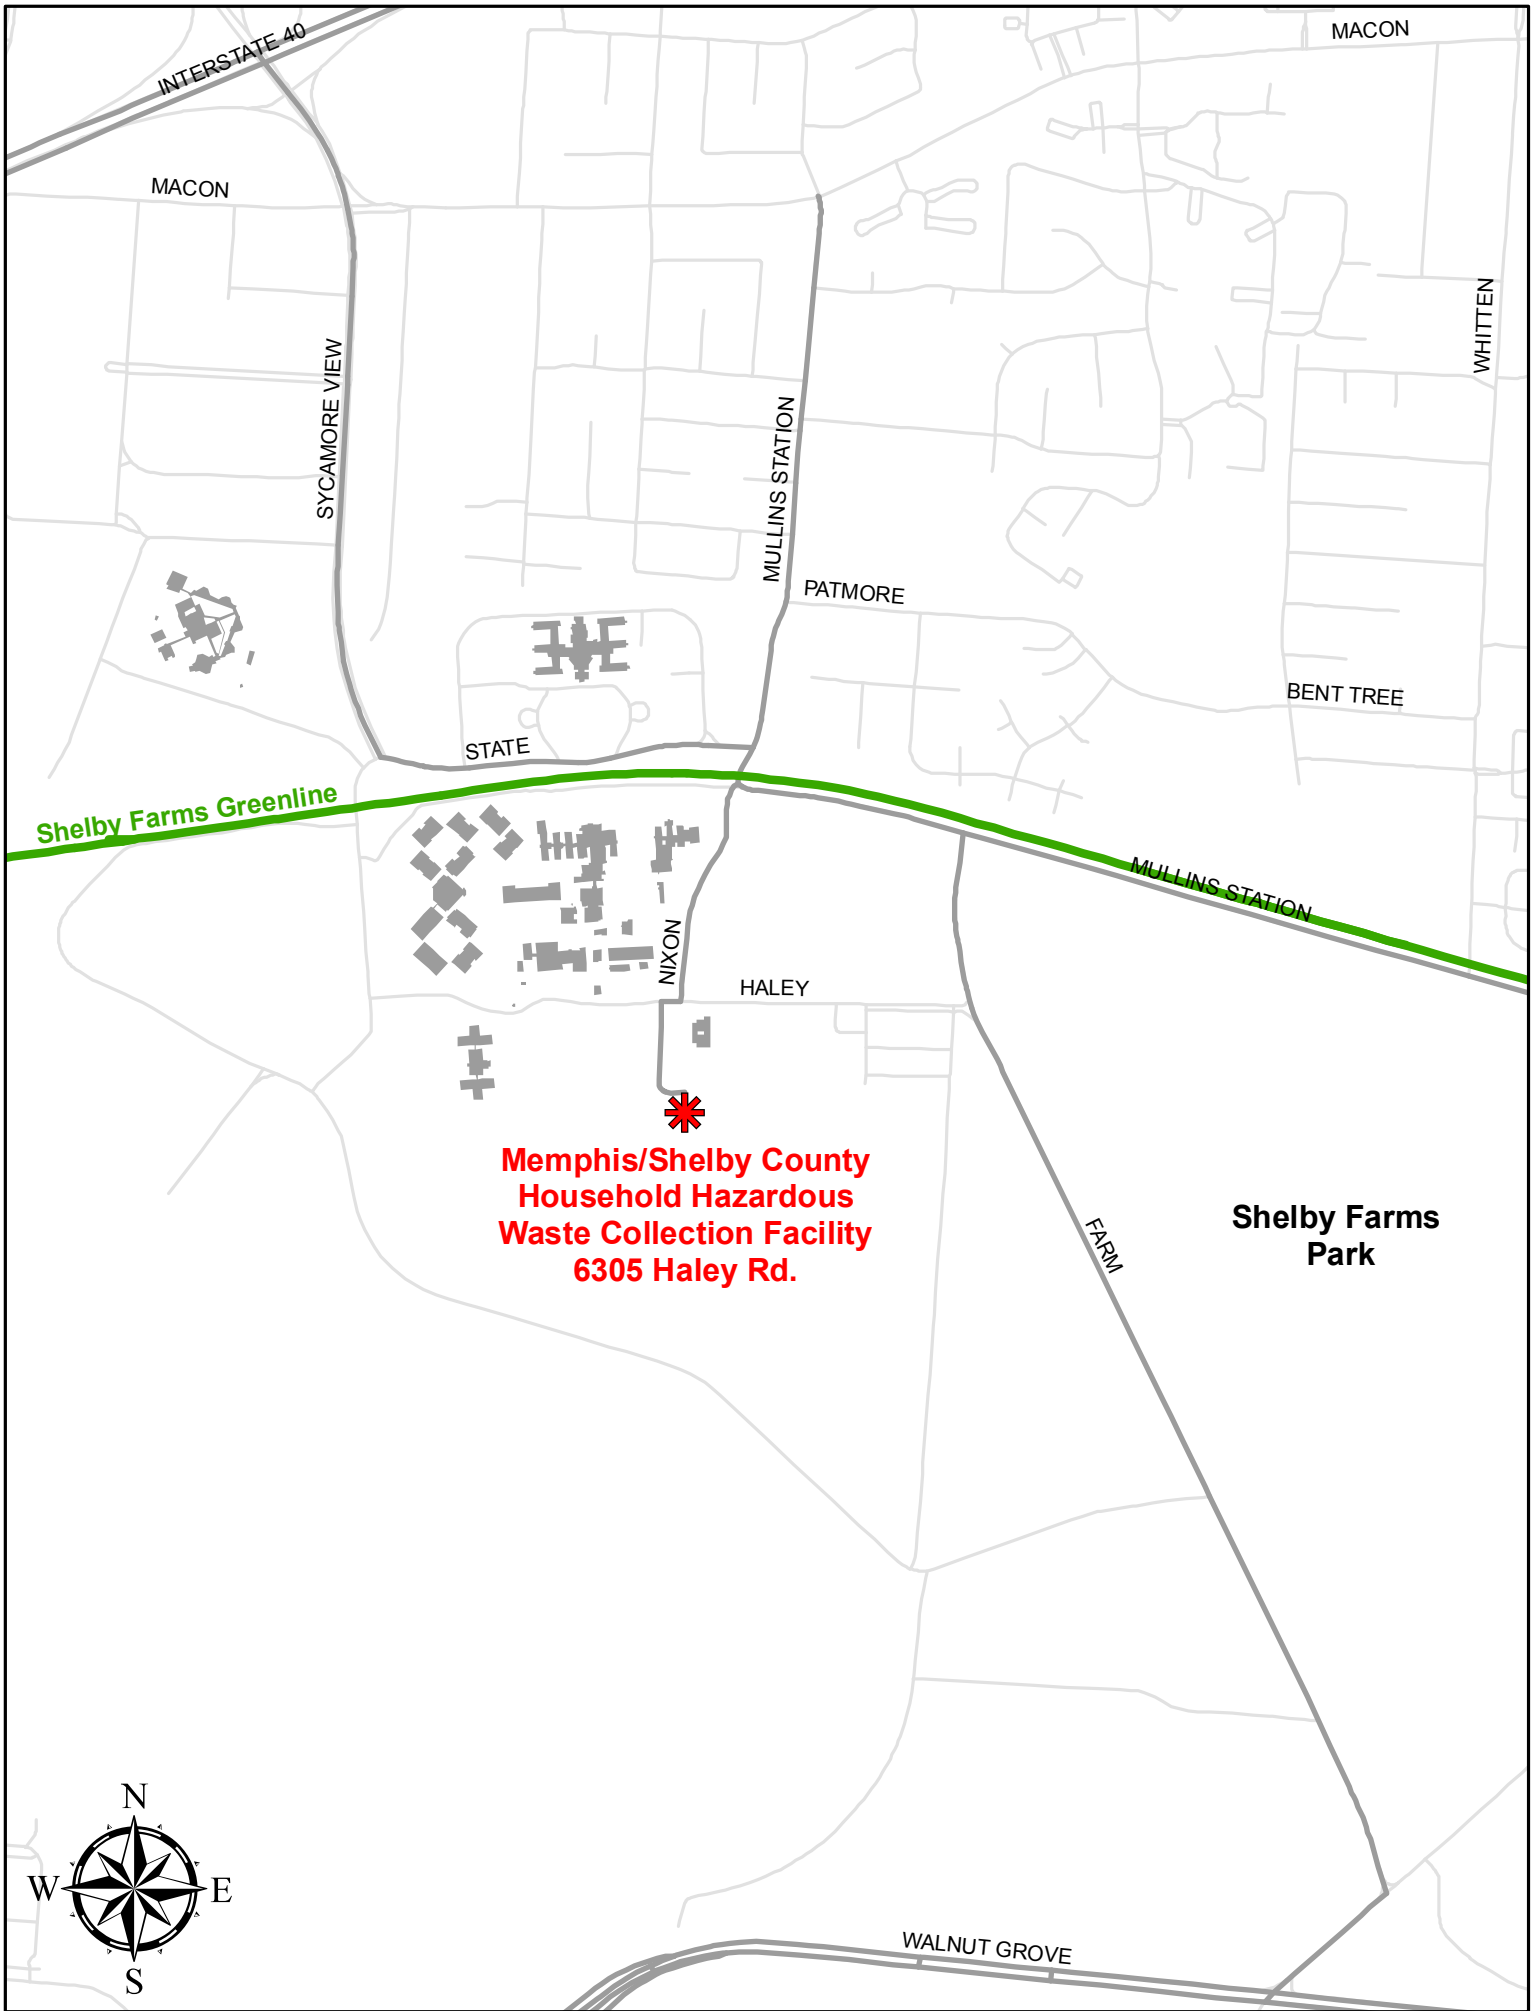 INTERSTATE 40
MACON
MACON
WHITTEN
SYCAMORE VIEW
MULLINS STATION
PATMORE
BENT TREE
STATE
Shelby Farms Greenline
MULLINS STATION
NIXON
HALEY
Memphis/Shelby County
Household Hazardous
Waste Collection Facility
6305 Haley Rd.
FARM
Shelby Farms
Park
N
W
E
S
WALNUT GROVE